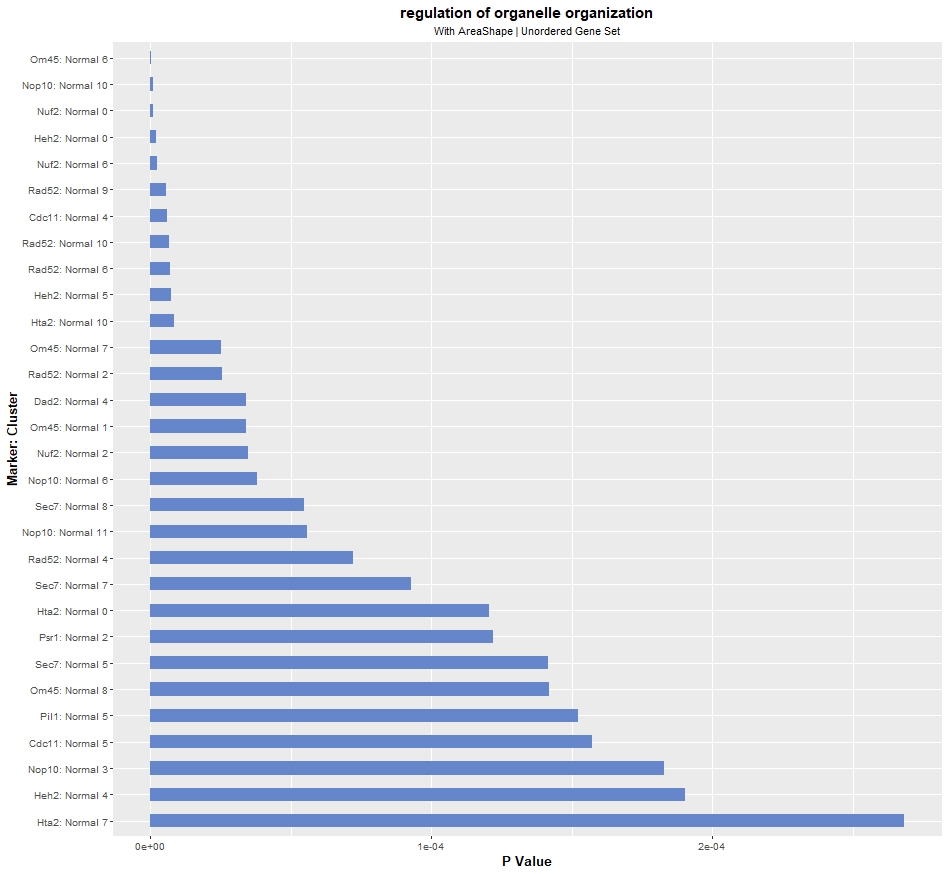 regulation of organelle organization
With AreaShape | Unordered Gene Set
Marker: Cluster
Om45: Normal 6
Nop10: Normal 10
Nuf2: Normal 0
Heh2: Normal 0
Nuf2: Normal 6
Rad52: Normal 9
Cdc11: Normal 4
Rad52: Normal 10
Rad52: Normal 6
Heh2: Normal 5
Hta2: Normal 10
Om45: Normal 7
Rad52: Normal 2
Dad2: Normal 4
Om45: Normal 1
Nuf2: Normal 2
Nop10: Normal 6
Sec7: Normal 8
Nop10: Normal 11
Rad52: Normal 4
Sec7: Normal 7
Hta2: Normal 0
Psr1: Normal 2
Sec7: Normal 5
Om45: Normal 8
Pil1: Normal 5
Cdc11: Normal 5
Nop10: Normal 3
Heh2: Normal 4
Hta2: Normal 7
0e+00 1e-04 2e-04
P Value